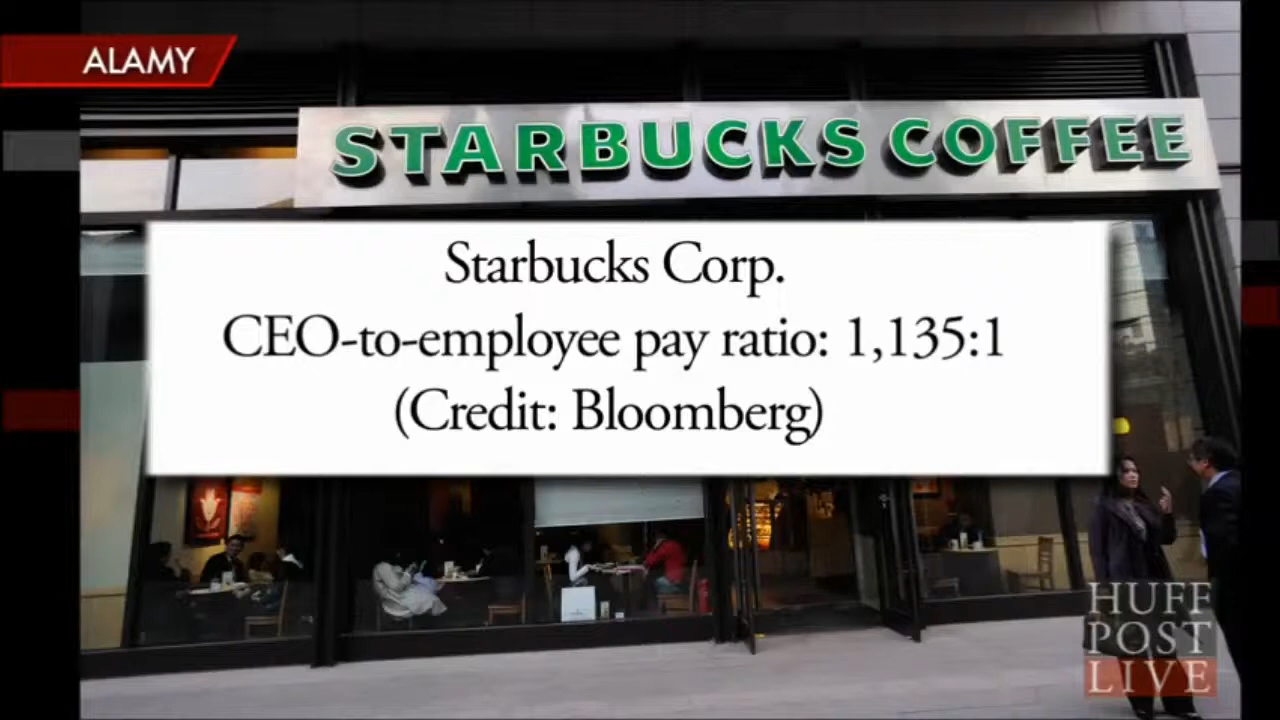 ALAMY
STARBUCKS COFFEE
Starbucks Corp.
CEO-to-employee pay ratio: 1,135:1
(Credit: Bloomberg)
HUFF
POST
LIVE